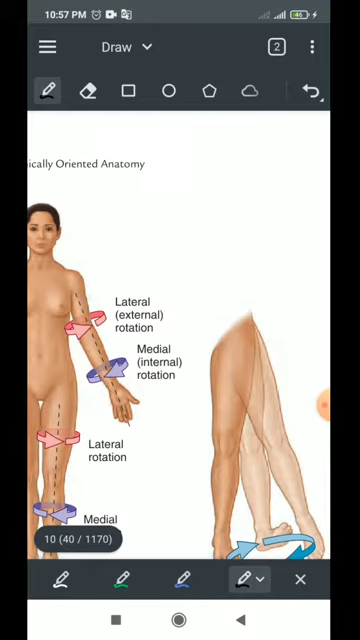 10:57 PM
46
Draw
2
ically Oriented Anatomy
Lateral
(external)
rotation
Medial
(internal)
rotation
Lateral
rotation
Medial
10 (40 / 1170)